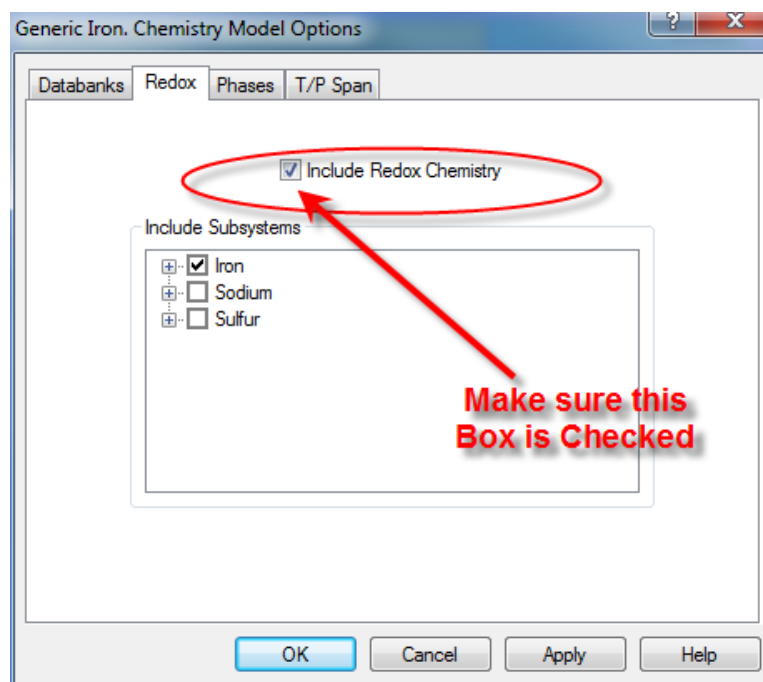 Generic Iron. Chemistry Model Options
?
X
Databanks Redox Phases T/P Span
Include Redox Chemistry
Include Subsystems
Iron
Sodium
Sulfur
Make sure this
Box is Checked
OK Cancel Apply Help